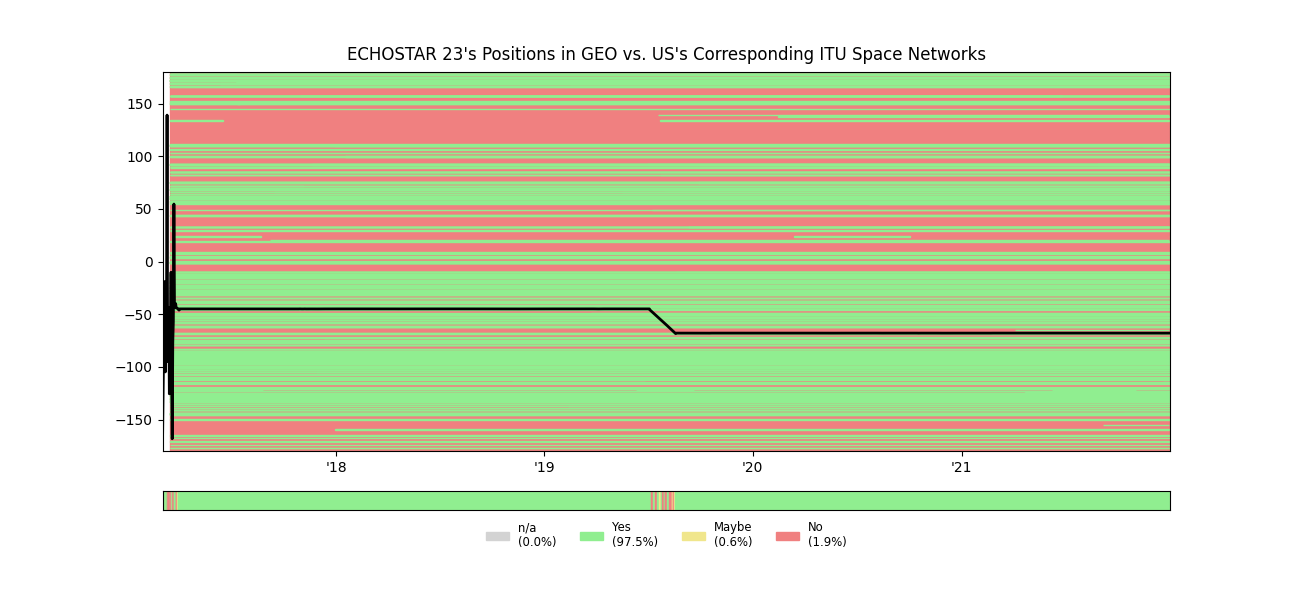 ECHOSTAR 23's Positions in GEO vs. US's Corresponding ITU Space Networks
150
100
50
0
−50
−100
−150
'18 '19 '20 '21
n/a Yes Maybe No
(0.0%) (97.5%) (0.6%) (1.9%)